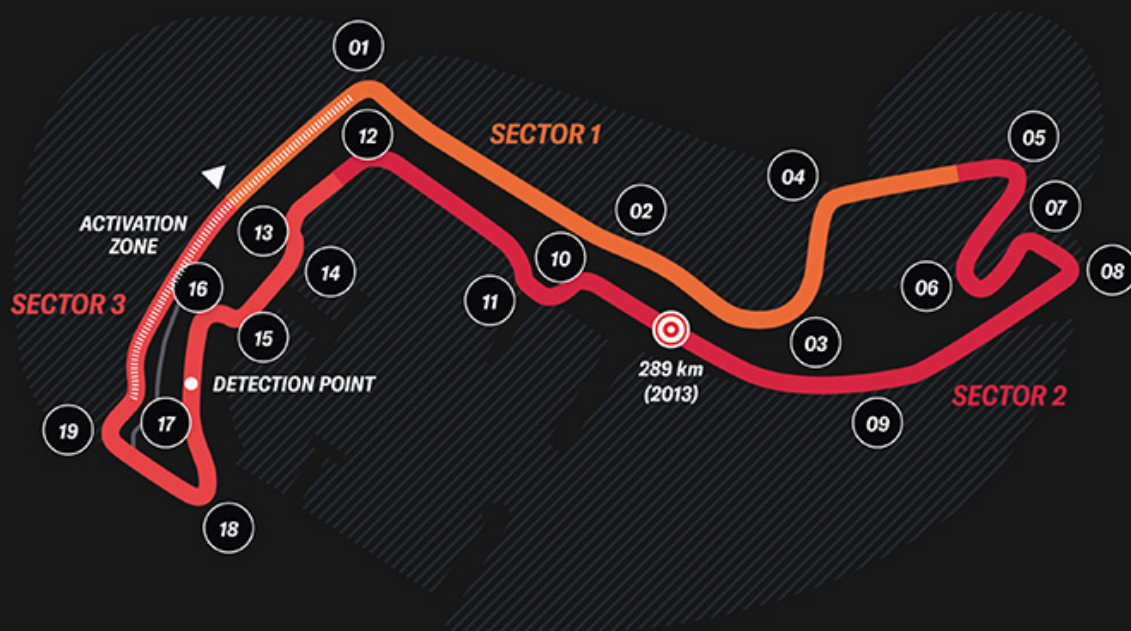 01
12
SECTOR 1
05
04
02
07
ACTIVATION
ZONE
13
10
14
08
16
06
11
SECTOR 3
15
03
289 km
(2013)
DETECTION POINT
SECTOR 2
17
19
09
18